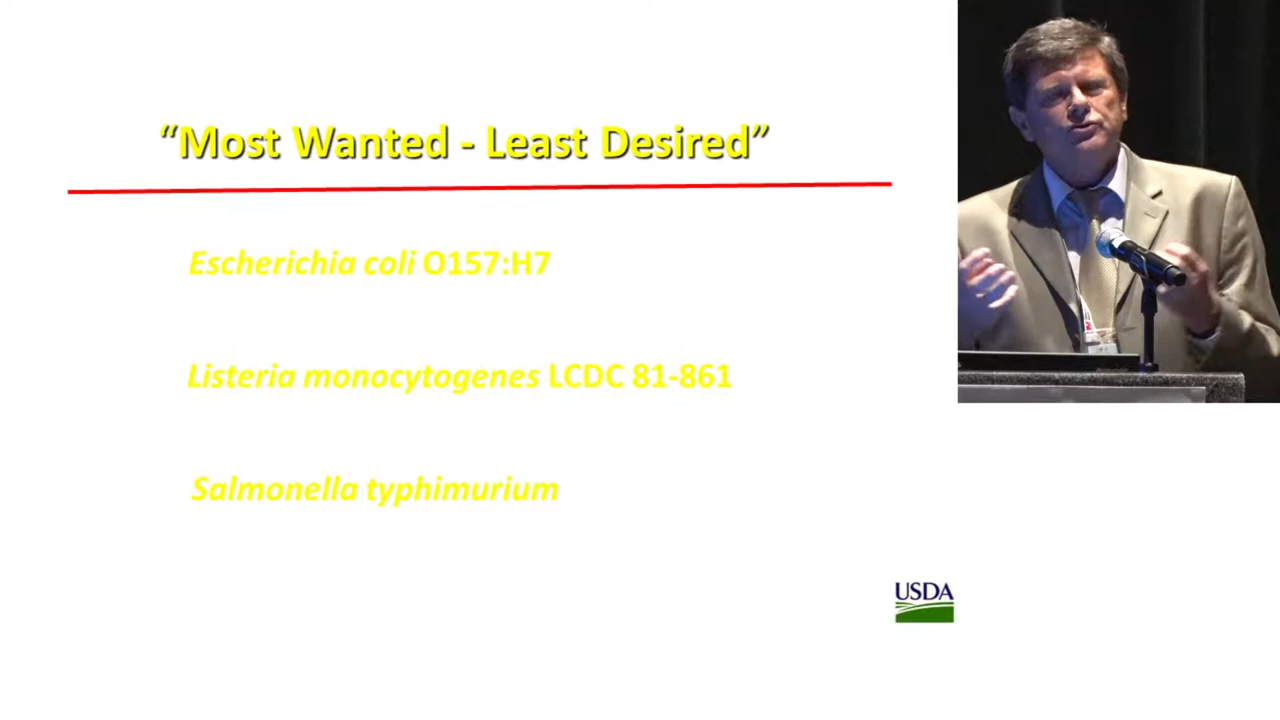 “Most Wanted - Least Desired”
Escherichia coli O157:H7
Listeria monocytogenes LCDC 81-861
Salmonella typhimurium
USDA